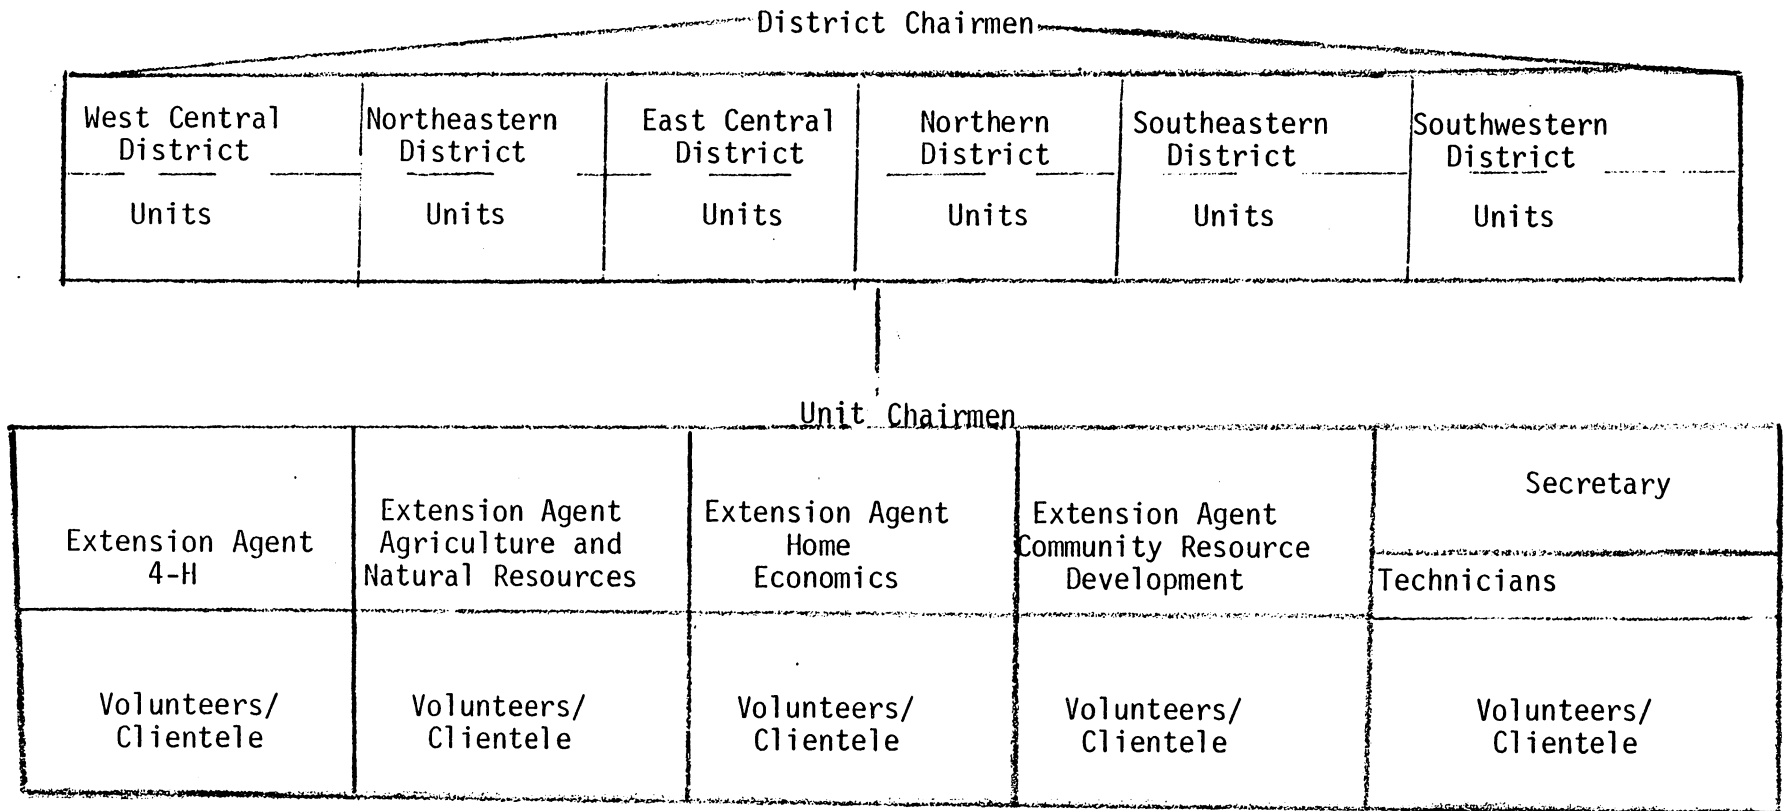 District Chairmen
West Central
District
Northeastern
District
East Central
District
Northern
District
Southeastern
District
Southwestern
District
Units
Units
Units
Units
Units
Units
Unit Chairmen
Extension Agent
4-H
Extension Agent
Agriculture and
Natural Resources
Extension Agent
Home
Economics
Extension Agent
Community Resource
Development
Secretary
Technicians
Volunteers/
Clientele
Volunteers/
Clientele
Volunteers/
Clientele
Volunteers/
Clientele
Volunteers/
Clientele